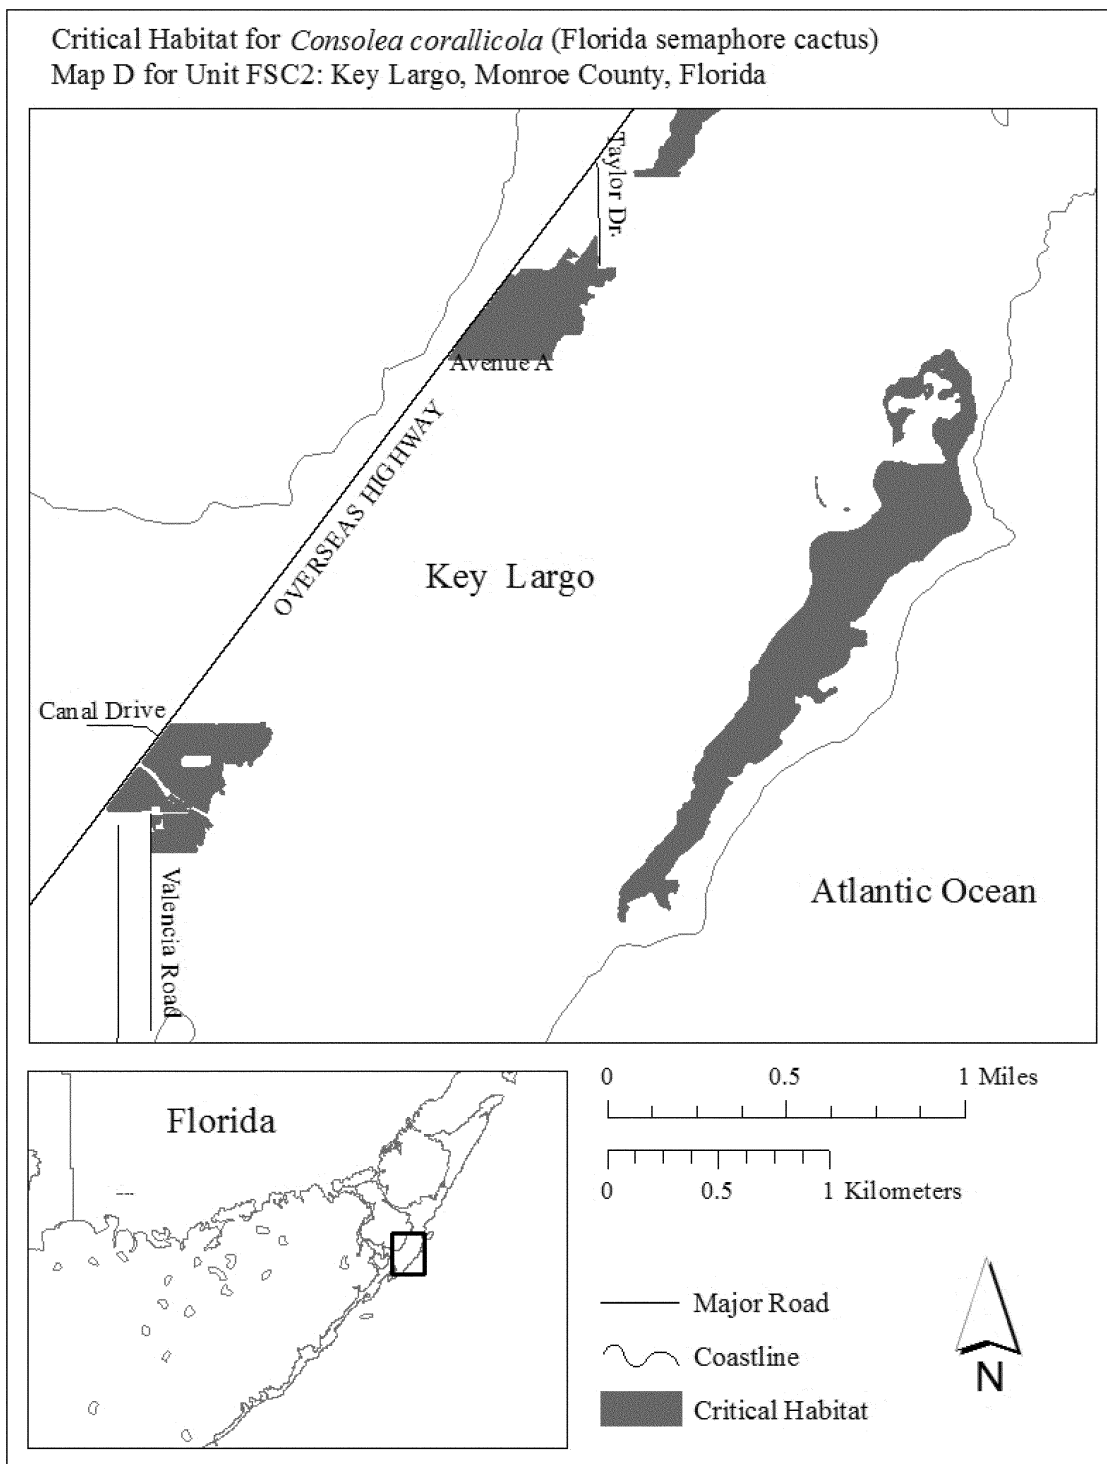 Critical Habitat for Consolea corallicola (Florida semaphore cactus)
Map D for Unit FSC2: Key Largo, Monroe County, Florida
Taylor Dr.
Avenue A
OVERSEAS HIGHWAY
Key Largo
Canal Drive
Valencia Road
Atlantic Ocean
Florida
0 0.5 1 Miles
0 0.5 1 Kilometers
Major Road
Coastline
Critical Habitat
N